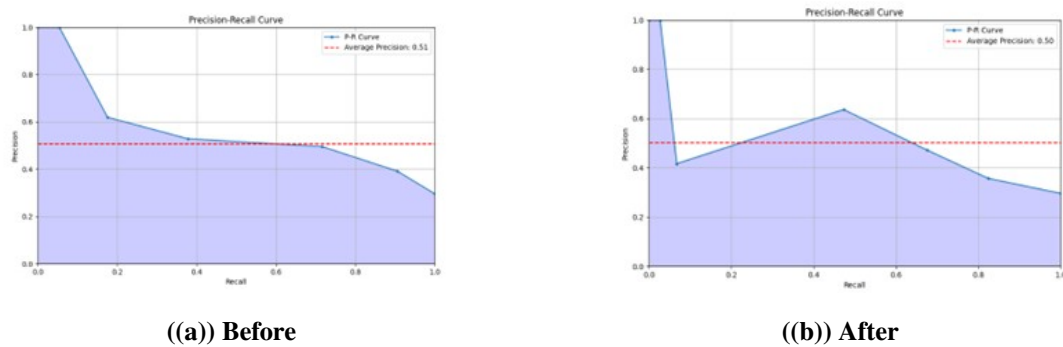 Precision-Recall Curve
P-R Curve
Average Precision: 0.51
1.0
0.8
0.6
0.4
0.2
0.0
Precision
0.0 0.2 0.4 0.6 0.8 1.0
Recall
((a)) Before
Precision-Recall Curve
P-R Curve
Average Precision: 0.50
1.0
0.8
0.6
0.4
0.2
0.0
Precision
0.0 0.2 0.4 0.6 0.8 1.0
Recall
((b)) After